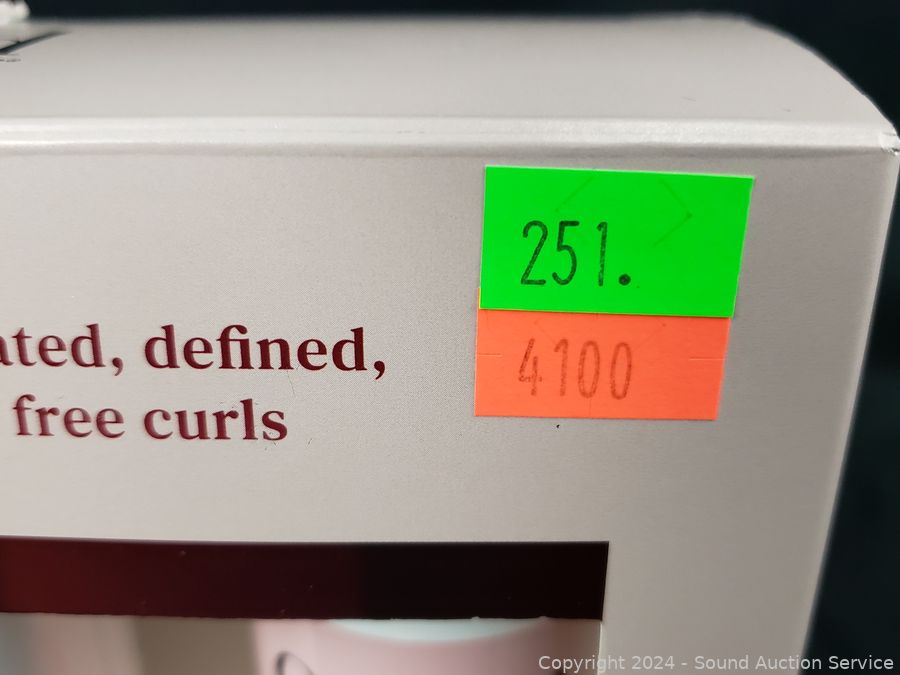 251.
4100
ated, defined,
free curls
Copyright 2024 - Sound Auction Service